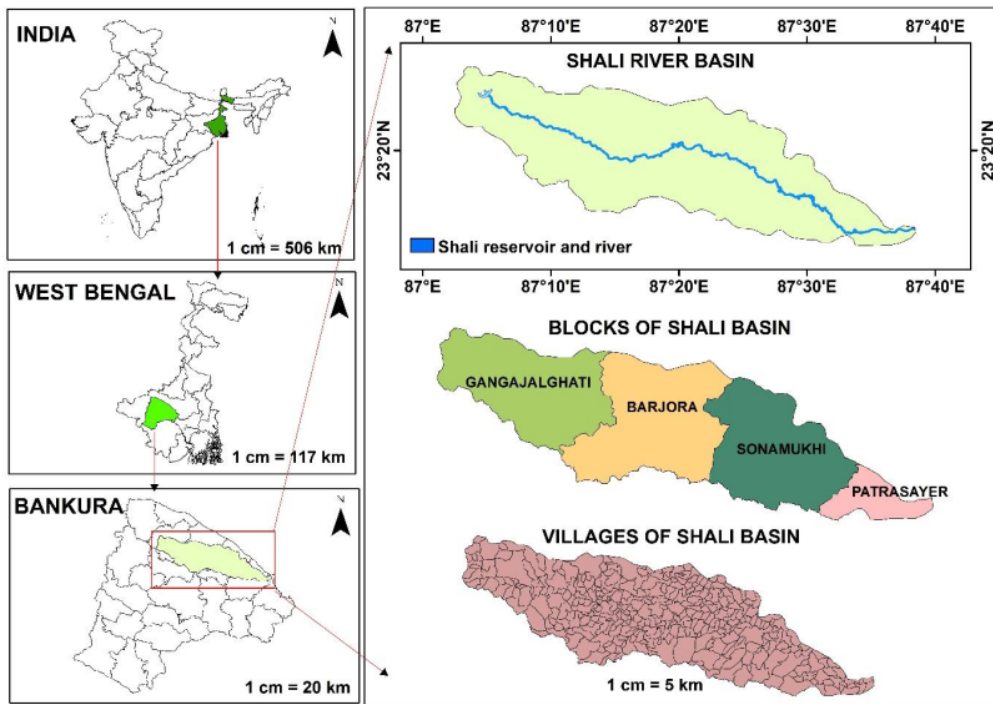 INDIA
N
1 cm = 506 km
WEST BENGAL
N
1 cm = 117 km
BANKURA
N
1 cm = 20 km
87°E 87°10'E 87°20'E 87°30'E 87°40'E
SHALI RIVER BASIN
23°20'N 23°20'N
Shali reservoir and river
87°E 87°10'E 87°20'E 87°30'E 87°40'E
BLOCKS OF SHALI BASIN
GANGAJALGHATI
BARJORA
SONAMUKHI
PATRASAYER
VILLAGES OF SHALI BASIN
1 cm = 5 km